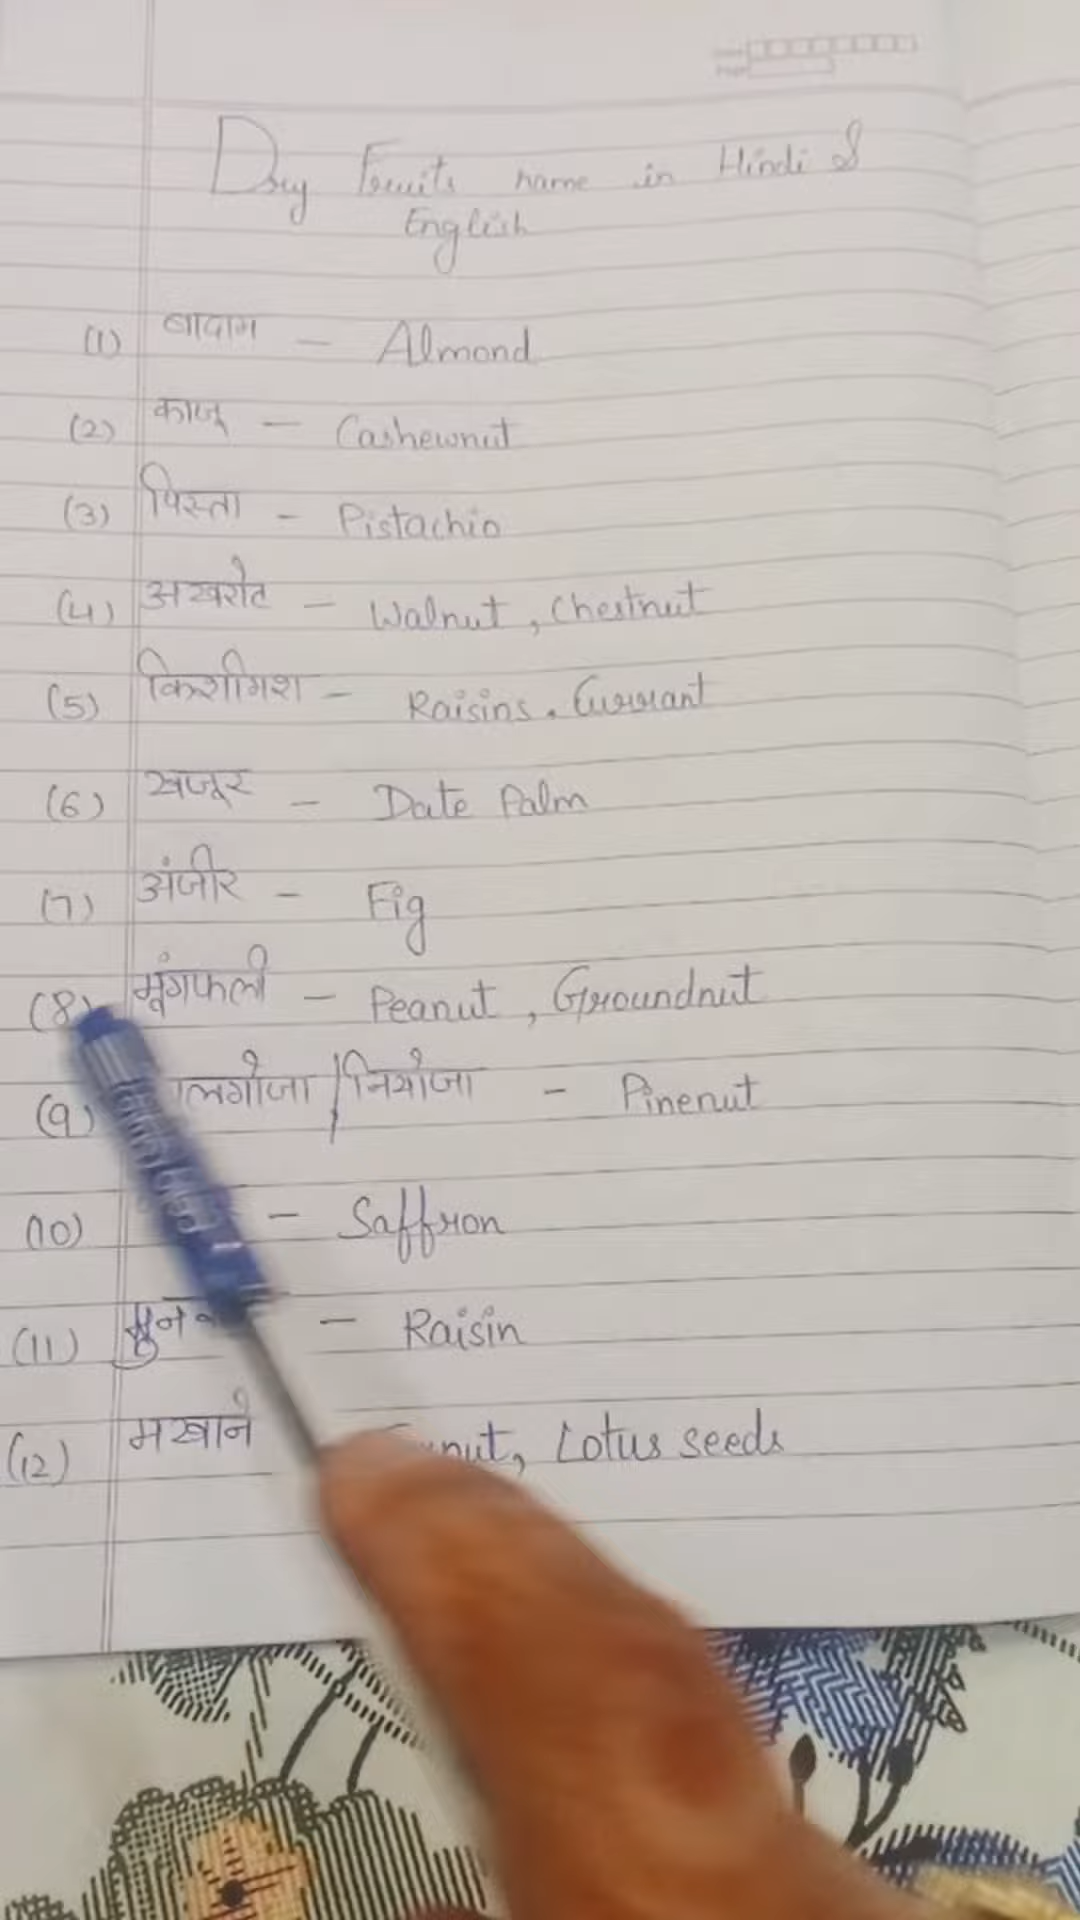 Dry Fruits name in Hindi &
English
(1) बादाम - Almond
(2) काजू - Cashewnut
(3) पिस्ता - Pistachio
(4) अखरोट - Walnut, Chestnut
(5) किशमिश - Raisins, Currant
(6) खजूर - Date Palm
(7) अंजीर - Fig
(8) मूंगफली - Peanut, Groundnut
(9) - Pinenut
(10) - Saffron
(11) - Raisin
(12) मखाने Lotus seeds